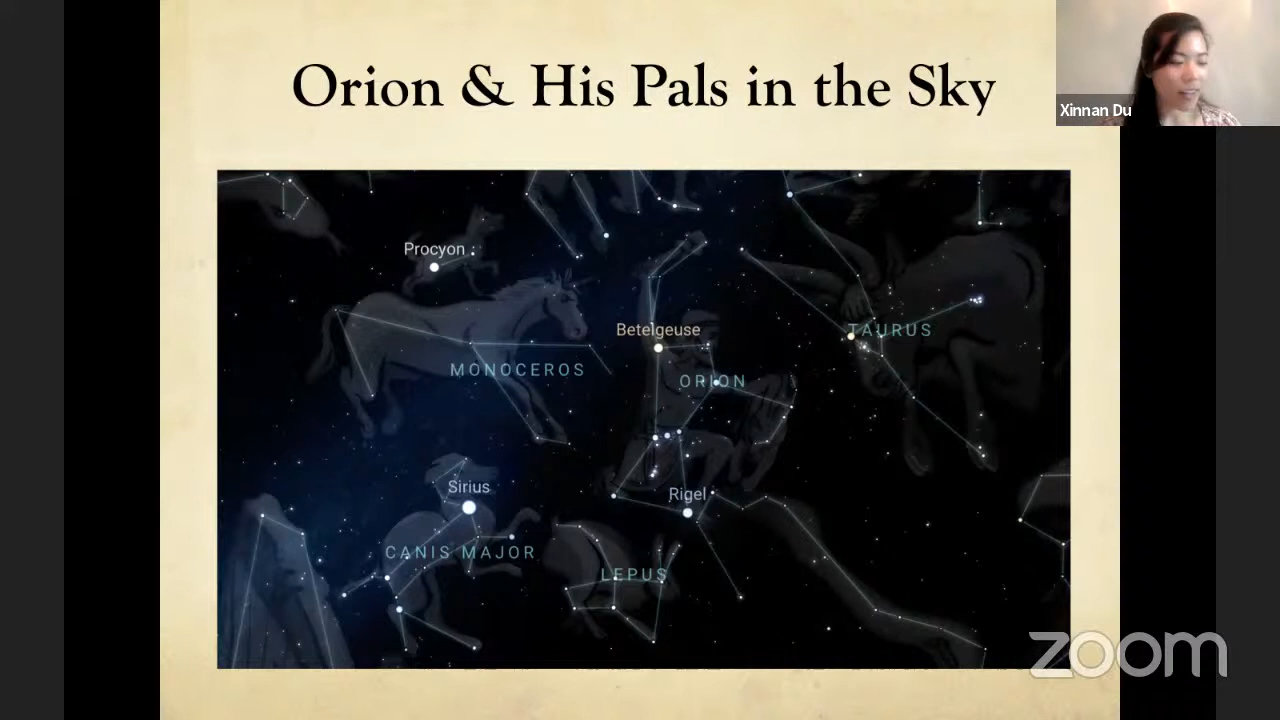 Orion & His Pals in the Sky
Xinnan Du
Procyon
Betelgeuse
TAURUS
MONOCEROS
ORION
Sirius
Rigel
CANIS MAJOR
LEPUS
zoom